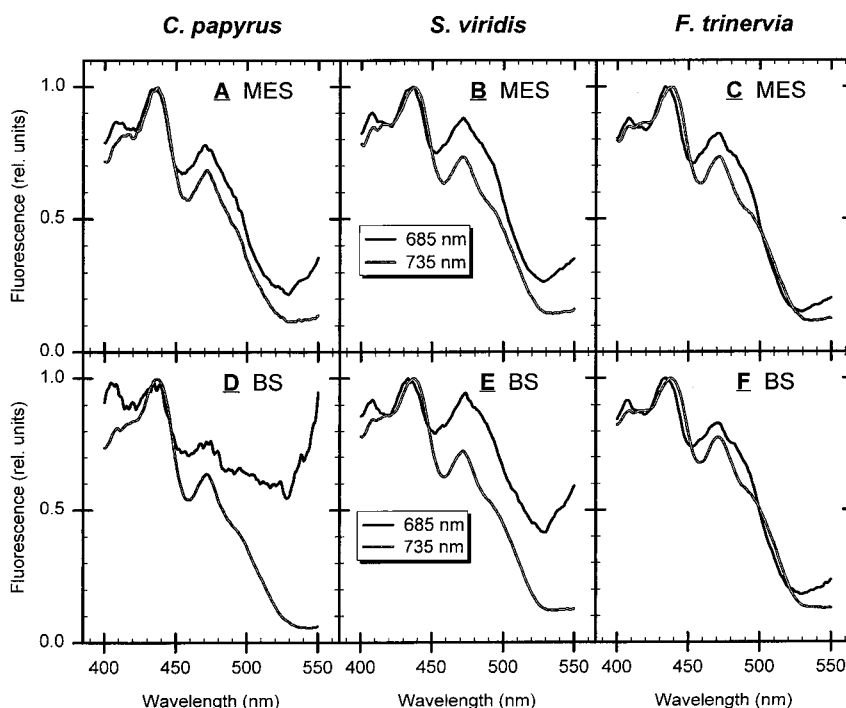 C. papyrus S. viridis F. trinervia
A MES B MES C MES
Fluorescence (rel. units)
1.0
0.5
0.0
685 nm
735 nm
D BS E BS F BS
Fluorescence (rel. units)
1.0
0.5
0.0
685 nm
735 nm
400 450 500 550 400 450 500 550 400 450 500 550
Wavelength (nm) Wavelength (nm) Wavelength (nm)